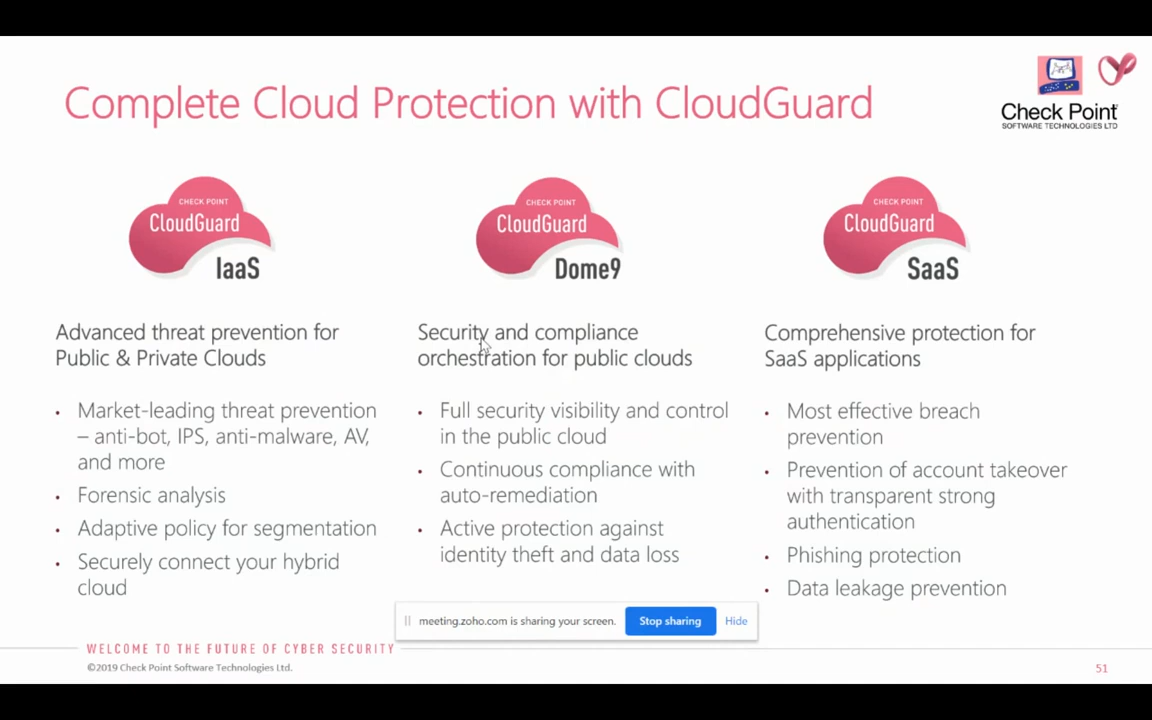 Complete Cloud Protection with CloudGuard
Check Point
SOFTWARE TECHNOLOGIES LTD
CHECK POINT
CloudGuard
IaaS
Advanced threat prevention for
Public & Private Clouds
• Market-leading threat prevention
– anti-bot, IPS, anti-malware, AV,
and more
• Forensic analysis
• Adaptive policy for segmentation
• Securely connect your hybrid
cloud
CHECK POINT
CloudGuard
Dome9
Security and compliance
orchestration for public clouds
• Full security visibility and control
in the public cloud
• Continuous compliance with
auto-remediation
• Active protection against
identity theft and data loss
CHECK POINT
CloudGuard
SaaS
Comprehensive protection for
SaaS applications
• Most effective breach
prevention
• Prevention of account takeover
with transparent strong
authentication
• Phishing protection
• Data leakage prevention
meeting.zoho.com is sharing your screen. Stop sharing Hide
WELCOME TO THE FUTURE OF CYBER SECURITY
©2019 Check Point Software Technologies Ltd.
51